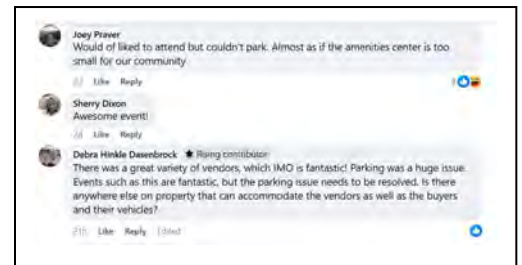 Joey Praver
Would of liked to attend but couldn't park. Almost as if the amenities center is too
small for our community
Like Reply
Sherry Dixon
Awesome event!
Like Reply
Debra Hinkle Dasenbrock Rising contributor
There was a great variety of vendors, which IMO is fantastic! Parking was a huge issue.
Events such as this are fantastic, but the parking issue needs to be resolved. Is there
anywhere else on property that can accommodate the vendors as well as the buyers
and their vehicles?
Like Reply Edited